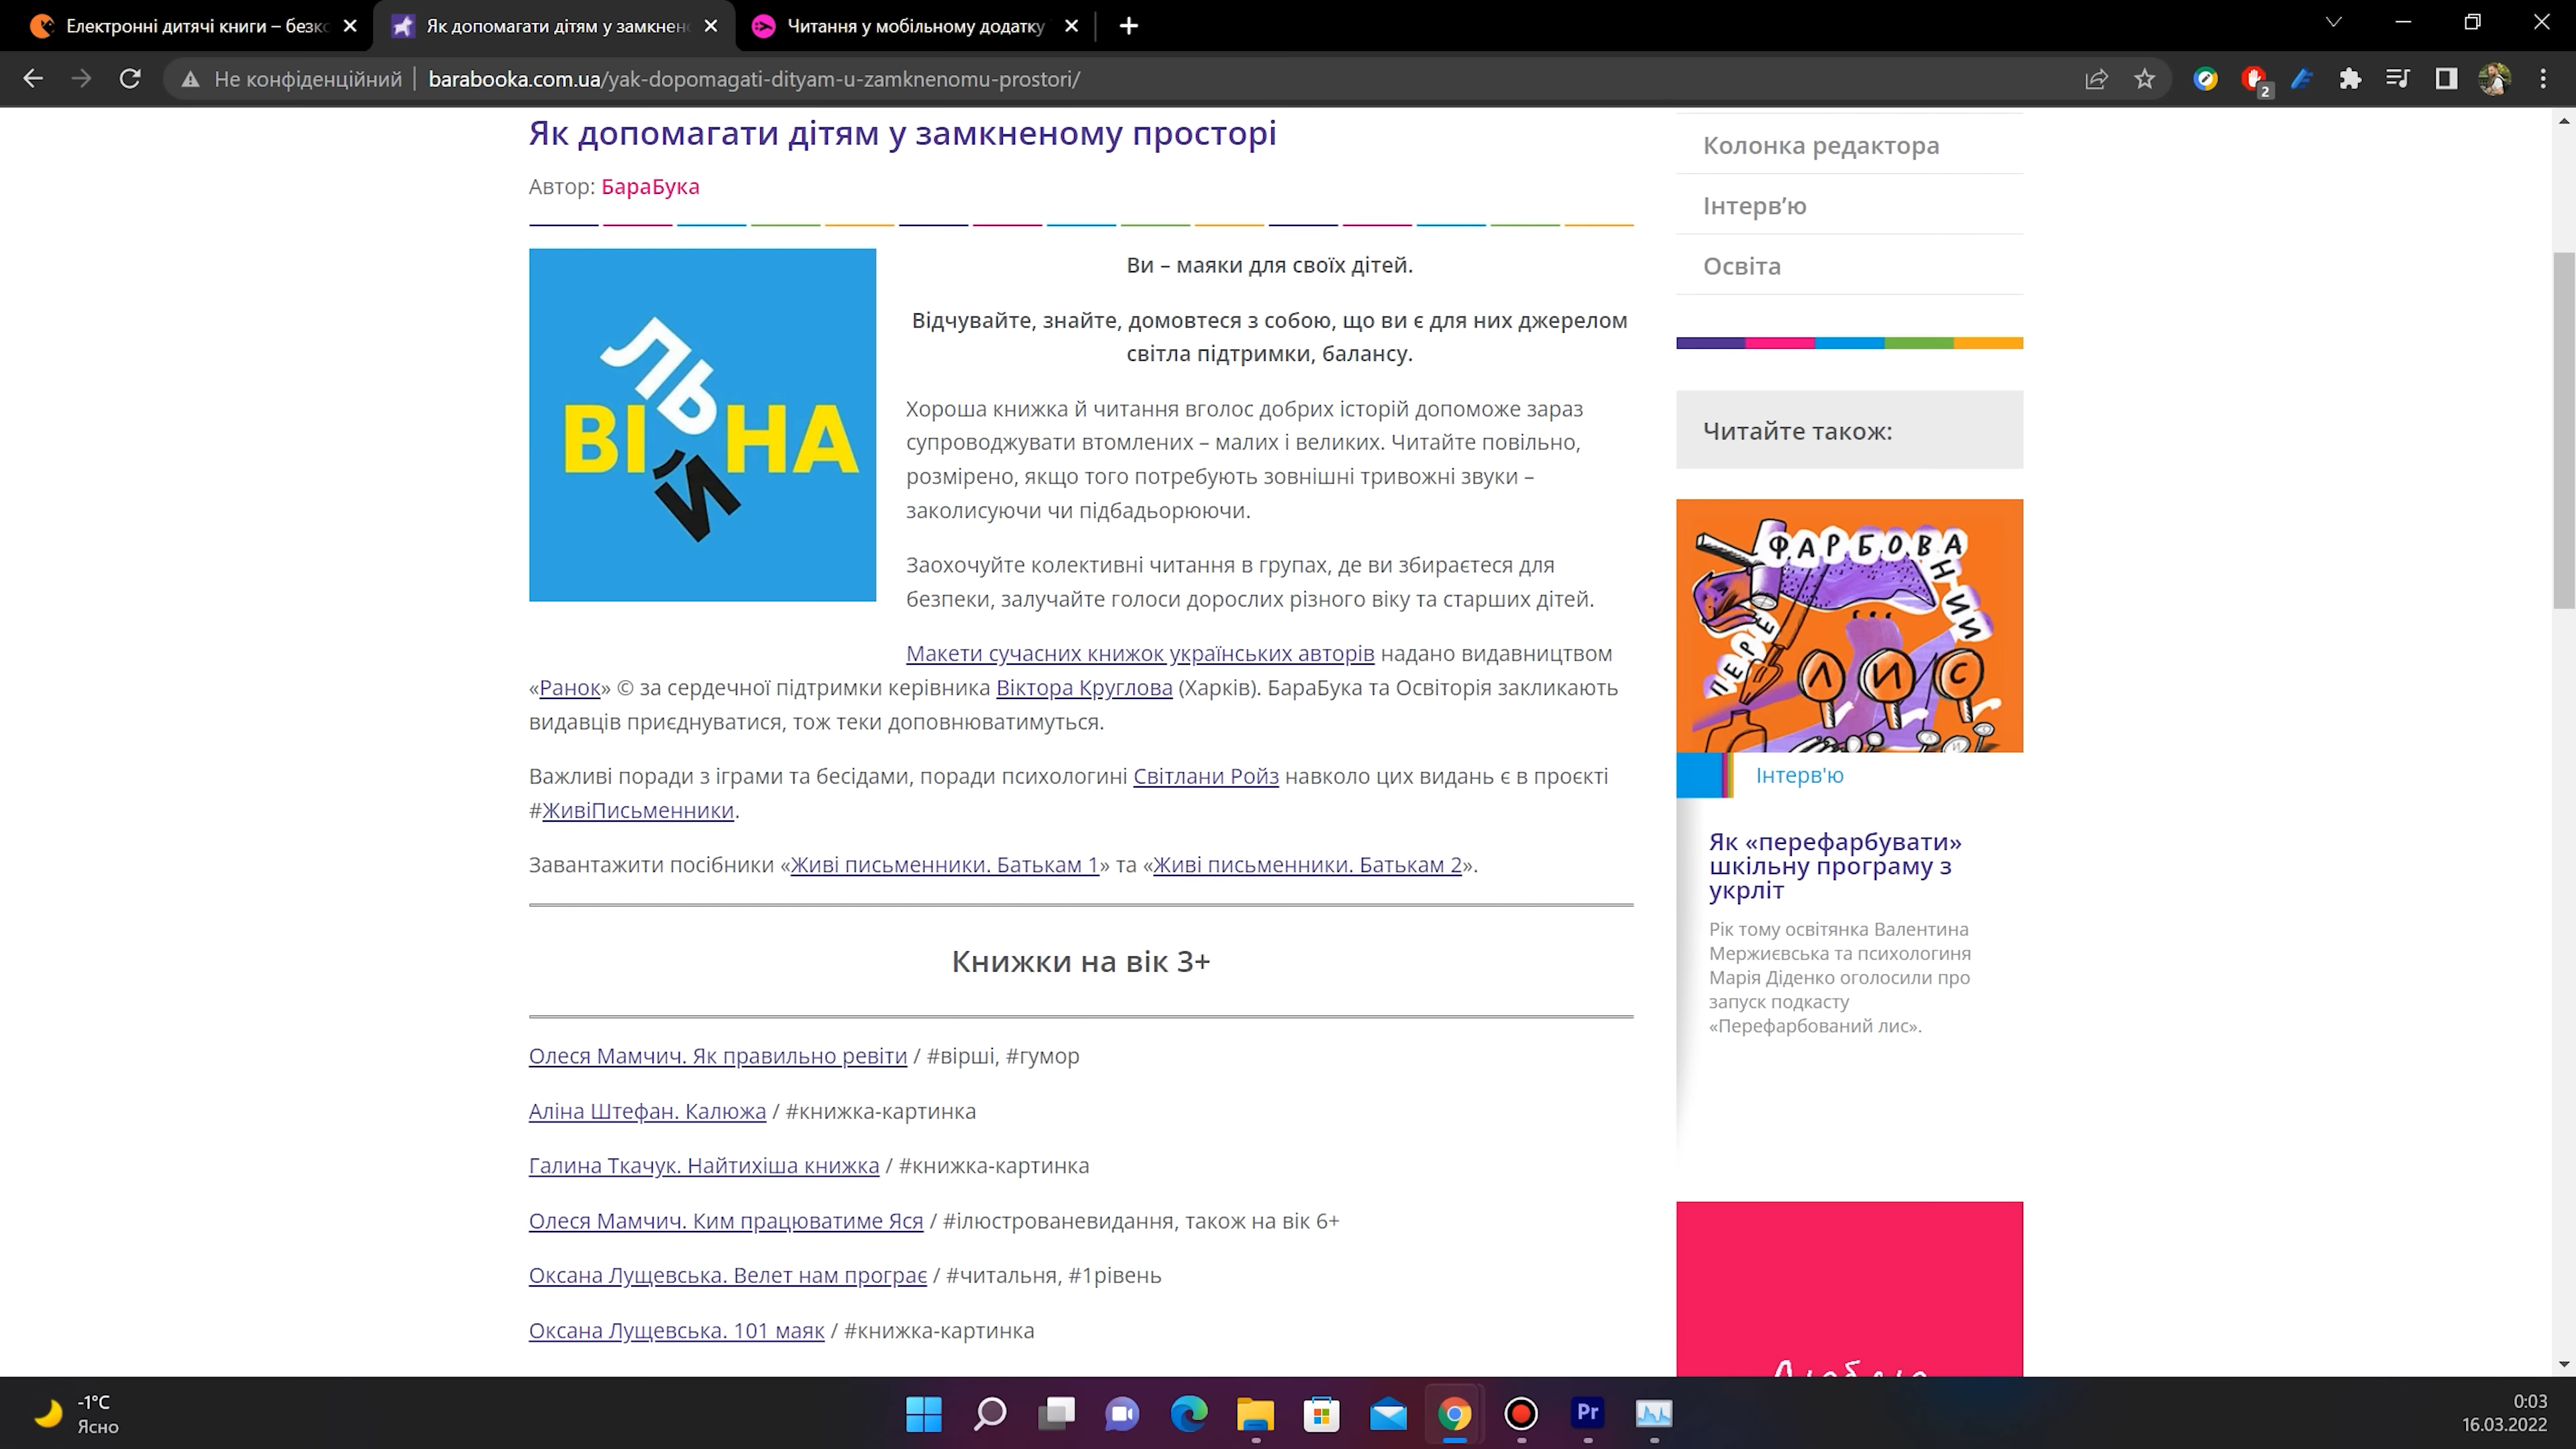 Електронні дитячі книги – безко
Як допомагати дітям у замкнено
Читання у мобільному додатку
Не конфіденційний
barabooka.com.ua/yak-dopomagati-dityam-u-zamknenomu-prostori/
2
Як допомагати дітям у замкненому просторі
Автор: БараБука
ЛЬ
ВІ НА
Й
Ви – маяки для своїх дітей.
Відчувайте, знайте, домовтеся з собою, що ви є для них джерелом
світла підтримки, балансу.
Хороша книжка й читання вголос добрих історій допоможе зараз
супроводжувати втомлених – малих і великих. Читайте повільно,
розмірено, якщо того потребують зовнішні тривожні звуки –
заколисуючи чи підбадьорюючи.
Заохочуйте колективні читання в групах, де ви збираєтеся для
безпеки, залучайте голоси дорослих різного віку та старших дітей.
Макети сучасних книжок українських авторів надано видавництвом
«Ранок» © за сердечної підтримки керівника Віктора Круглова (Харків). БараБука та Освіторія закликають
видавців приєднуватися, тож теки доповнюватимуться.
Важливі поради з іграми та бесідами, поради психологині Світлани Ройз навколо цих видань є в проєкті
#ЖивіПисьменники.
Завантажити посібники «Живі письменники. Батькам 1» та «Живі письменники. Батькам 2».
Книжки на вік 3+
Олеся Мамчич. Як правильно ревіти / #вірші, #гумор
Аліна Штефан. Калюжа / #книжка-картинка
Галина Ткачук. Найтихіша книжка / #книжка-картинка
Олеся Мамчич. Ким працюватиме Яся / #ілюстрованевидання, також на вік 6+
Оксана Лущевська. Велет нам програє / #читальня, #1рівень
Оксана Лущевська. 101 маяк / #книжка-картинка
Колонка редактора
Інтерв’ю
Освіта
Читайте також:
ПЕРЕ
ФАРБОВА
НИЙ
ЛИС
Інтерв'ю
Як «перефарбувати»
шкільну програму з
укрліт
Рік тому освітянка Валентина
Мержиєвська та психологиня
Марія Діденко оголосили про
запуск подкасту
«Перефарбований лис».
-1°C
Ясно
Pr
0:03
16.03.2022